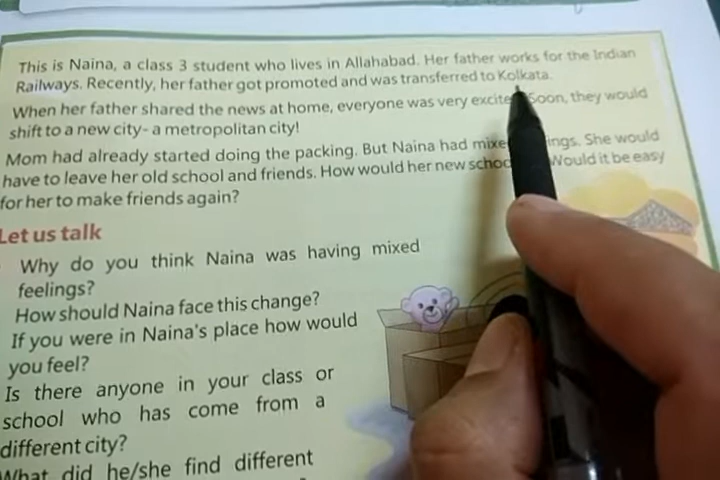 This is Naina, a class 3 student who lives in Allahabad. Her father works for the Indian
Railways. Recently, her father got promoted and was transferred to Kolkata.
When her father shared the news at home, everyone was very excite Soon, they would
shift to a new city- a metropolitan city!
Mom had already started doing the packing. But Naina had mixe ings. She would
have to leave her old school and friends. How would her new schoo Would it be easy
for her to make friends again?
Let us talk
Why do you think Naina was having mixed
feelings?
How should Naina face this change?
If you were in Naina's place how would
you feel?
Is there anyone in your class or
school who has come from a
different city?
What did he/she find different